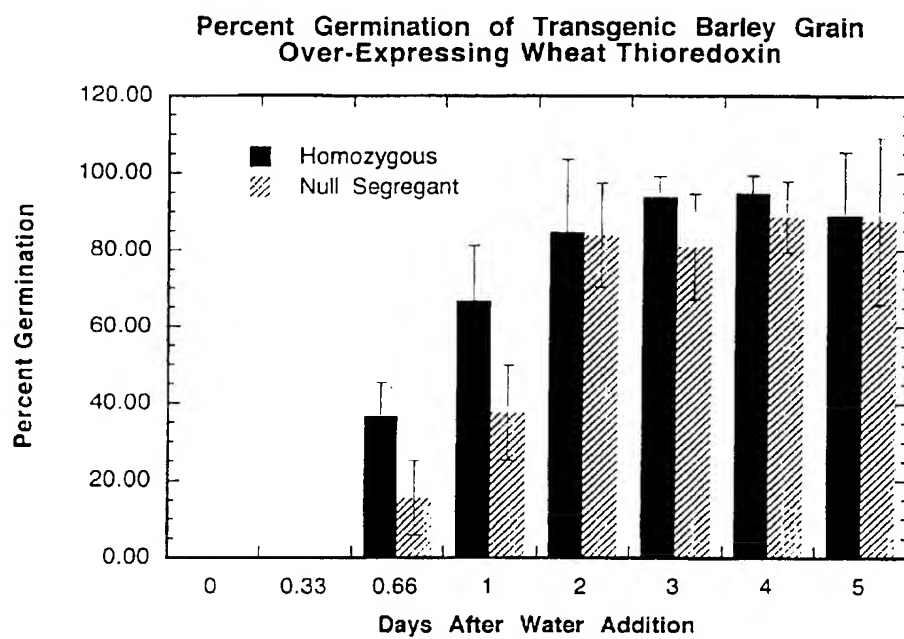 Percent Germination of Transgenic Barley Grain
Over-Expressing Wheat Thioredoxin
120.00
100.00
80.00
60.00
40.00
20.00
0.00
Percent Germination
Homozygous
Null Segregant
0 0.33 0.66 1 2 3 4 5
Days After Water Addition